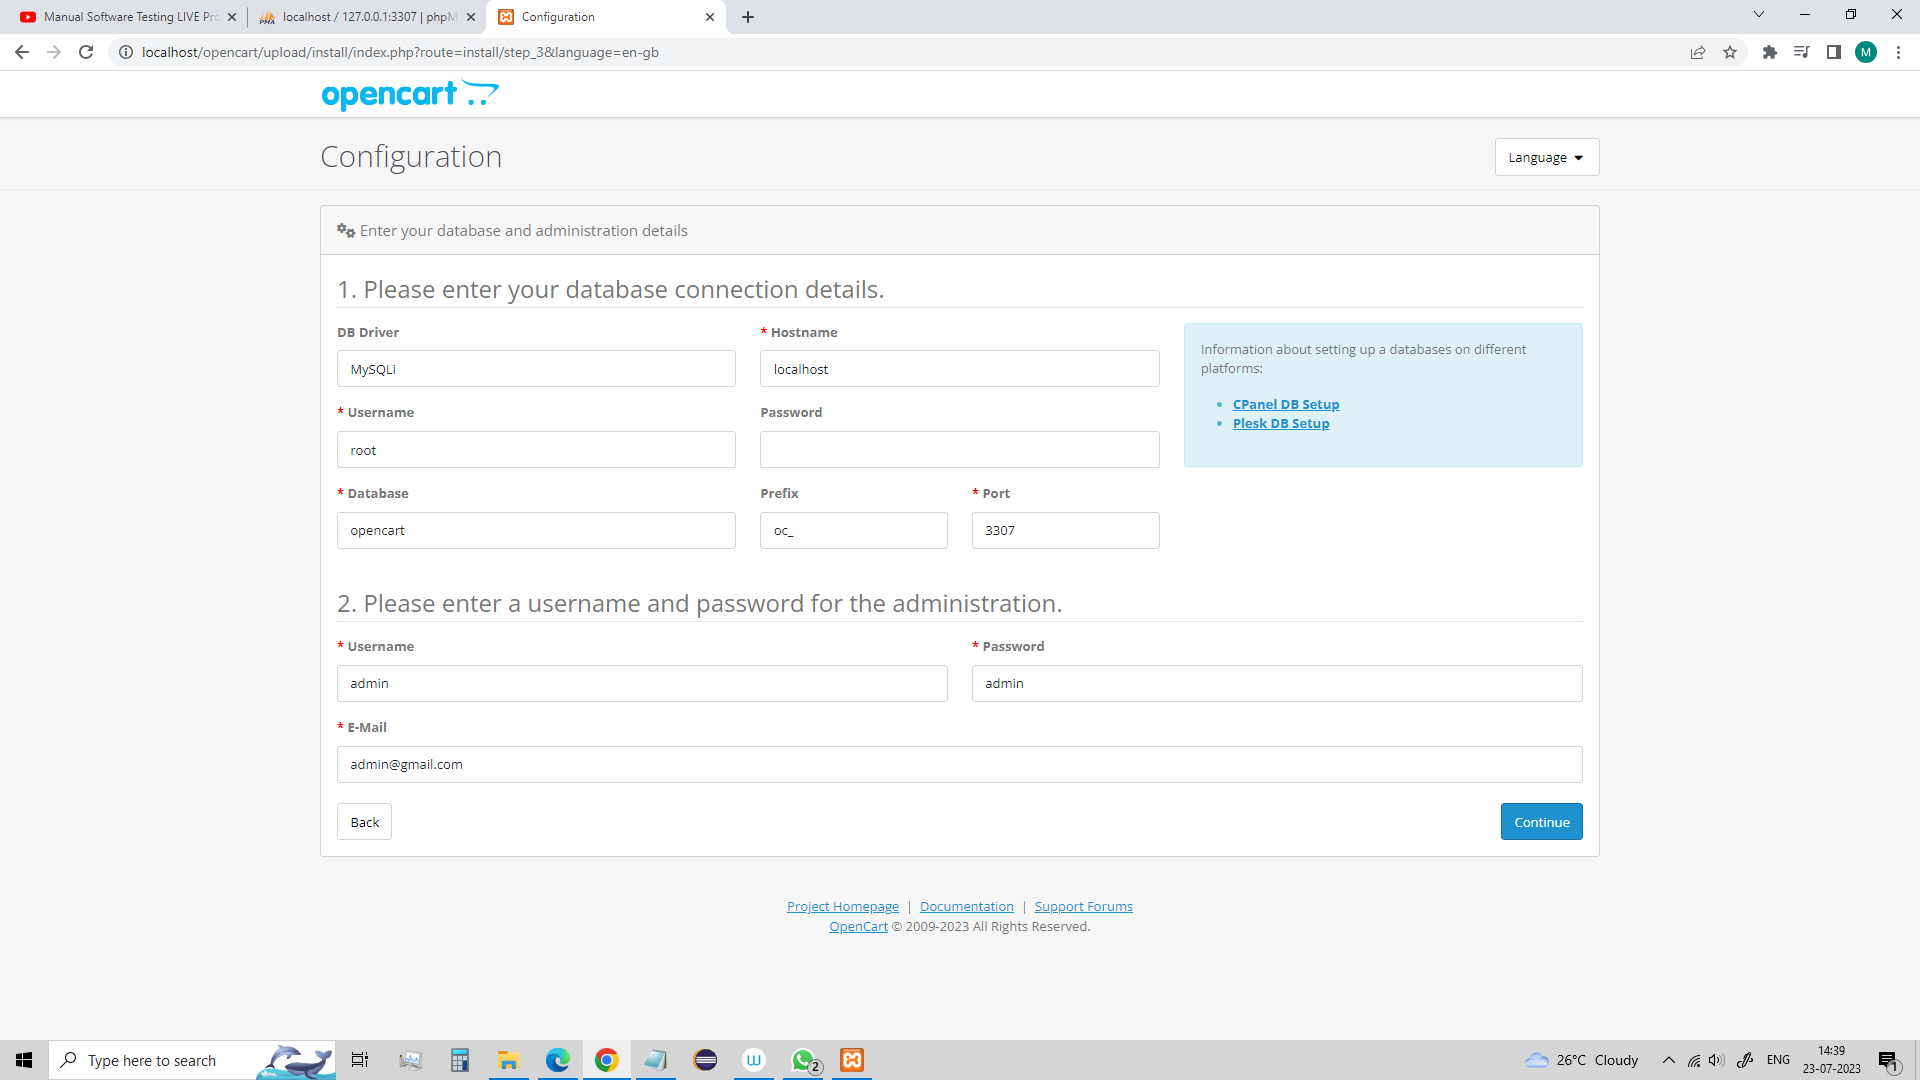 Manual Software Testing LIVE Pro
localhost / 127.0.0.1:3307 | phpM
Configuration
localhost/opencart/upload/install/index.php?route=install/step_3&language=en-gb
M
opencart
Configuration
Language
Enter your database and administration details
1. Please enter your database connection details.
DB Driver
* Hostname
MySQLi
localhost
Information about setting up a databases on different
platforms:
CPanel DB Setup
Plesk DB Setup
* Username
Password
root
* Database
Prefix
* Port
opencart
oc_
3307
2. Please enter a username and password for the administration.
* Username
* Password
admin
admin
* E-Mail
admin@gmail.com
Back
Continue
Project Homepage | Documentation | Support Forums
OpenCart © 2009-2023 All Rights Reserved.
Type here to search
W
2
26°C Cloudy
ENG
14:39
23-07-2023
1